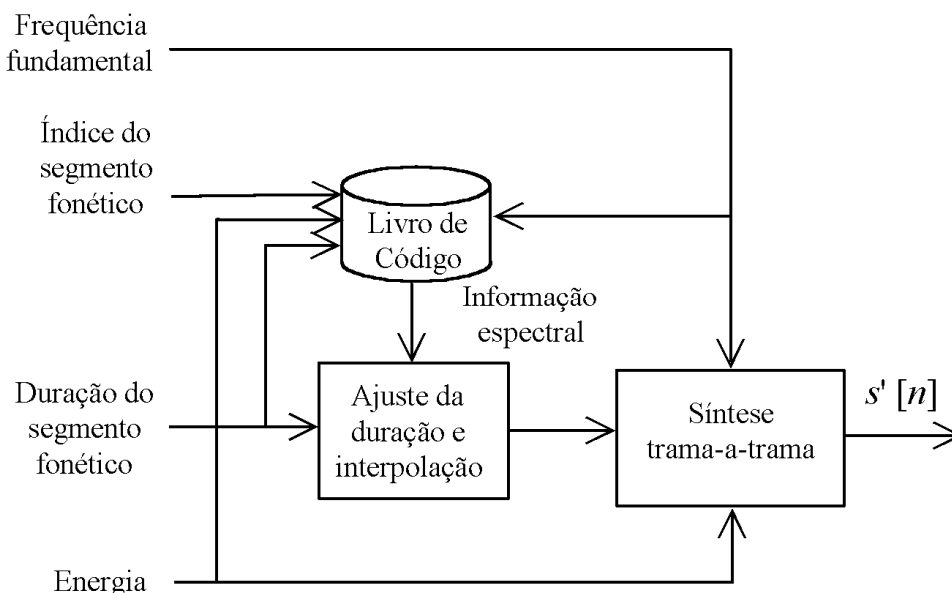 Frequência
fundamental
Índice do
segmento
fonético
Livro de
Código
Informação
espectral
Duração do
segmento
fonético
Ajuste da
duração e
interpolação
Síntese
trama-a-trama
s' [n]
Energia